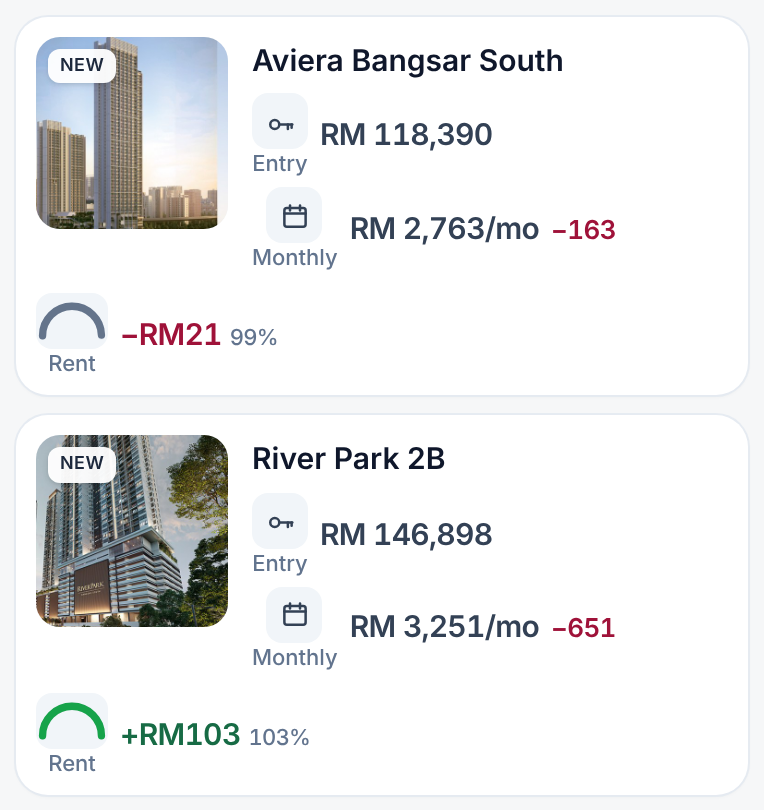 NEW
Aviera Bangsar South
RM 118,390
Entry
RM 2,763/mo −163
Monthly
−RM21 99%
Rent
NEW
River Park 2B
RM 146,898
Entry
RM 3,251/mo −651
Monthly
RIVERPARK
+RM103 103%
Rent